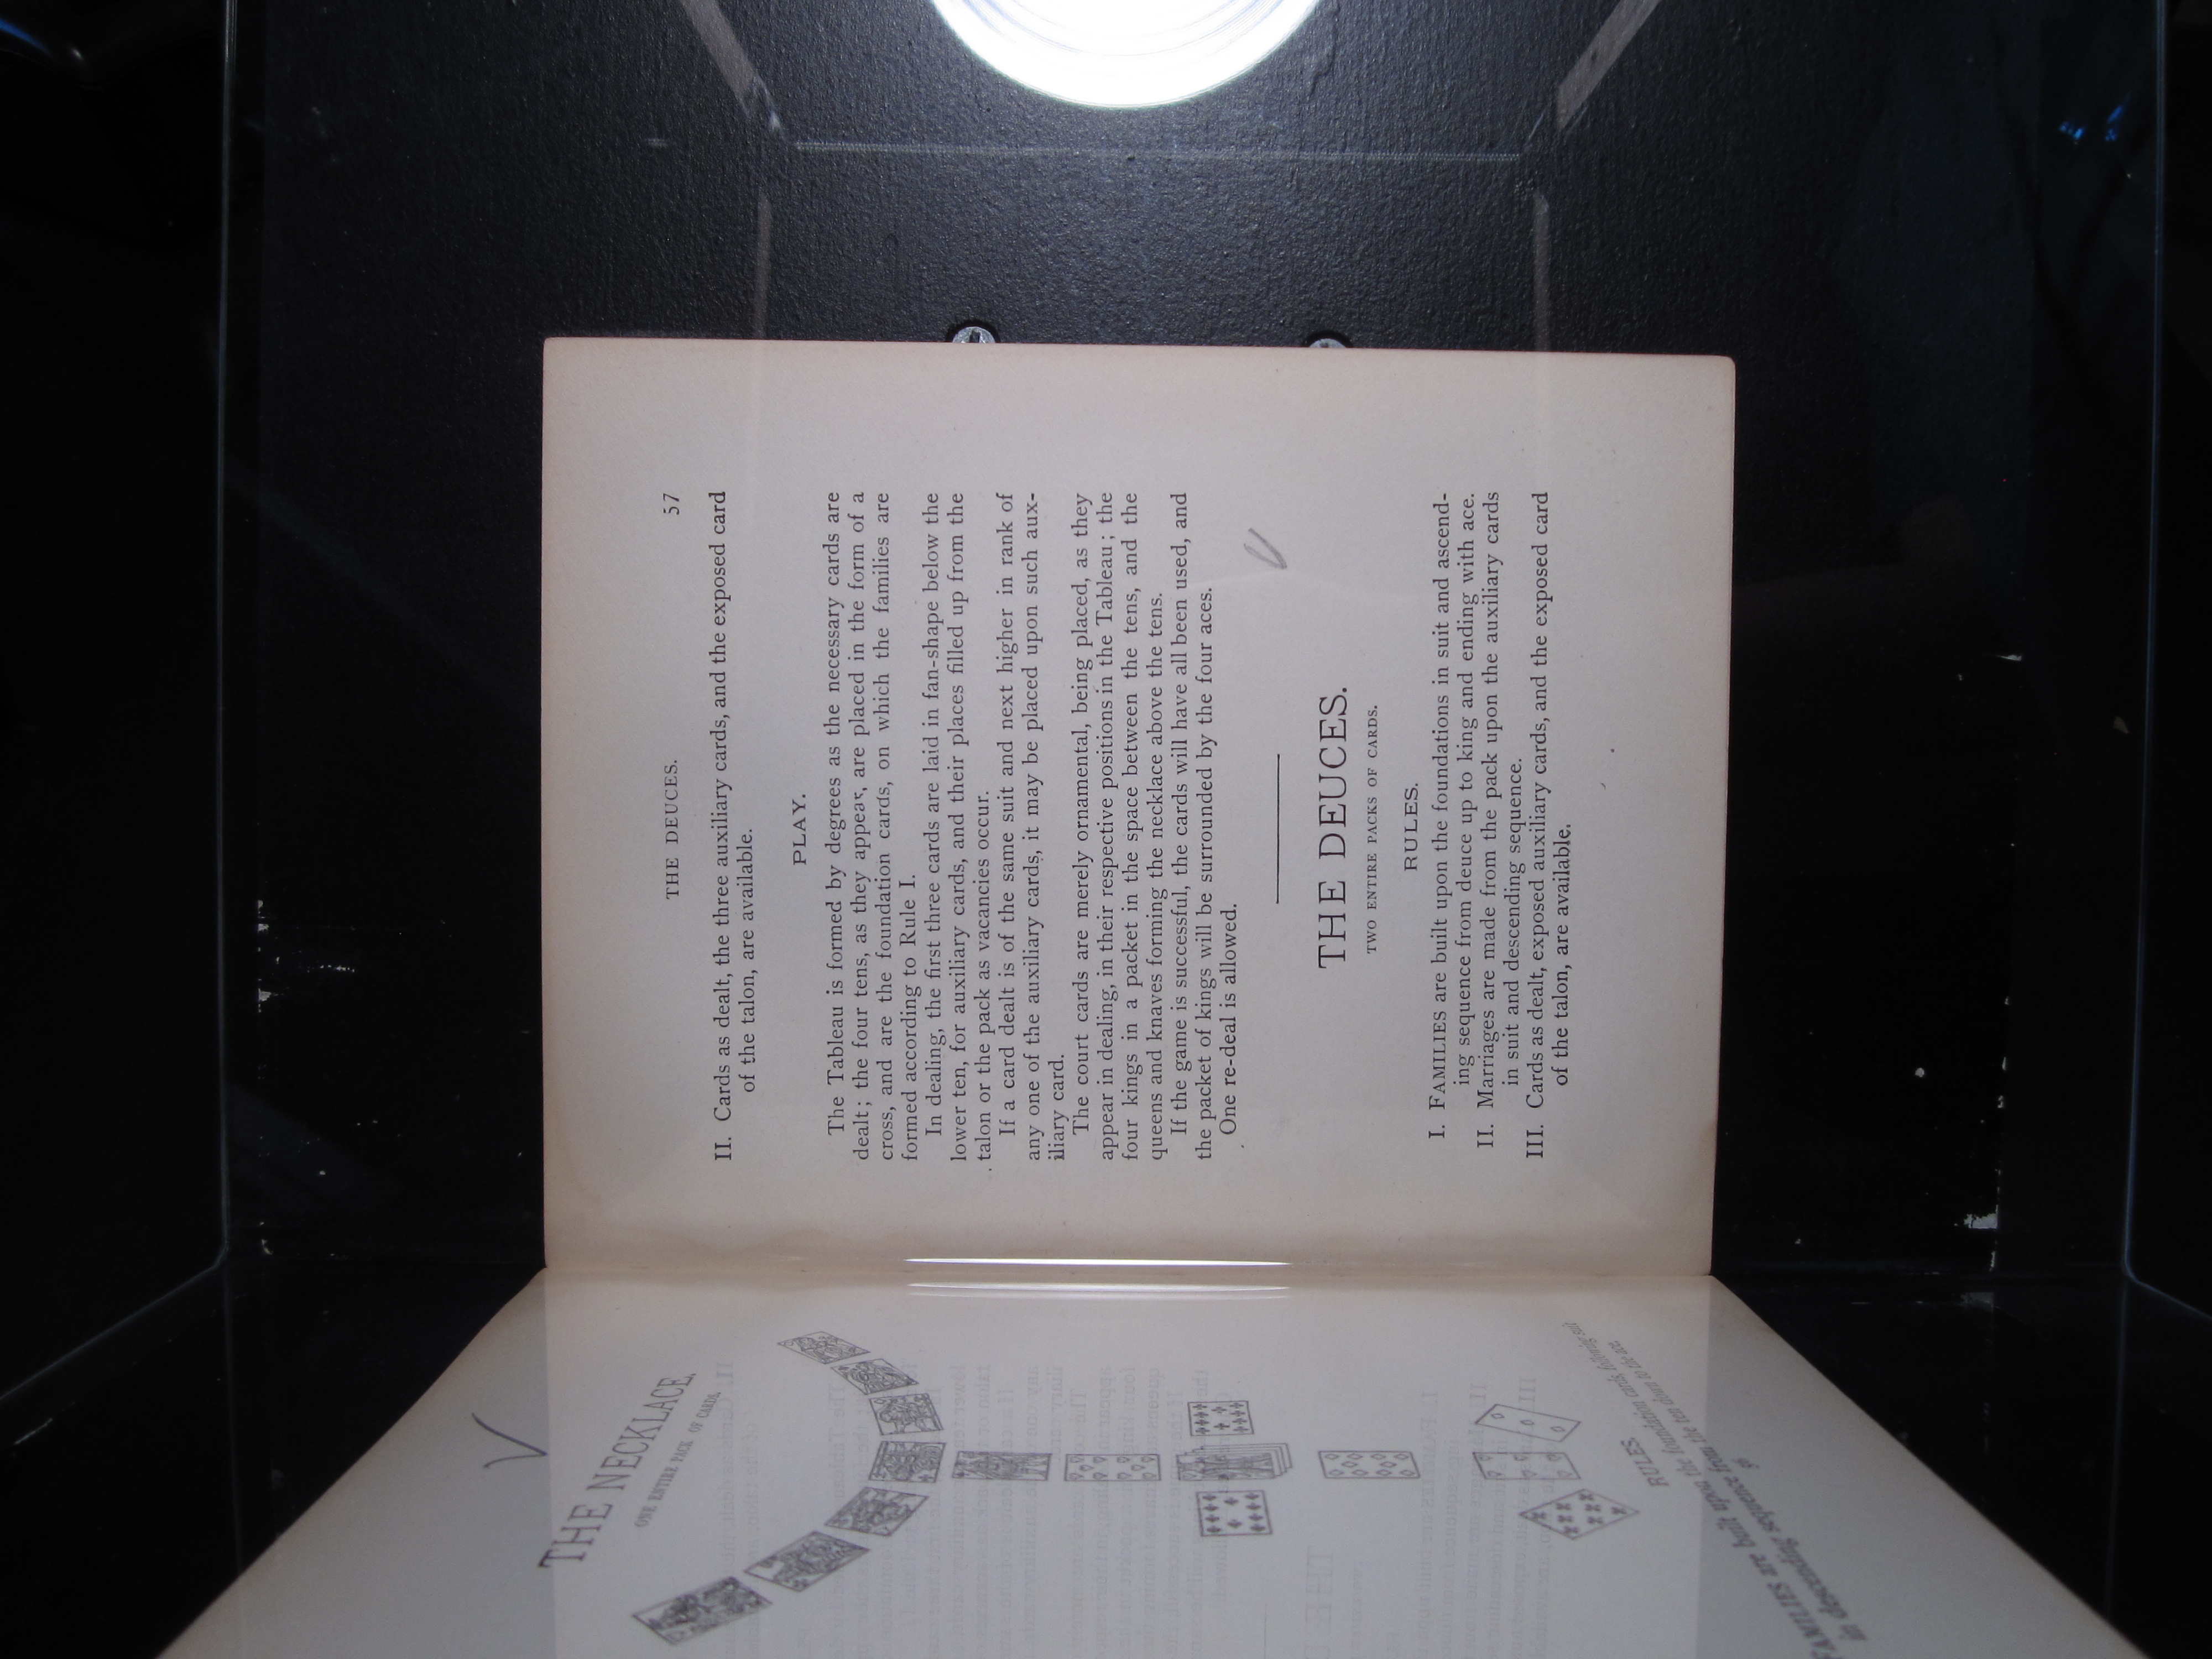 THE NECKLACE.
ONE ENTIRE PACK OF CARDS.
RULES.
FAMILIES are built upon the foundation cards, following suit
in descending sequence from the ten down to the ace
THE DEUCES. 57
II. Cards as dealt, the three auxiliary cards, and the exposed card
of the talon, are available.
PLAY.
The Tableau is formed by degrees as the necessary cards are
dealt; the four tens, as they appear, are placed in the form of a
cross, and are the foundation cards, on which the families are
formed according to Rule I.
In dealing, the first three cards are laid in fan-shape below the
lower ten, for auxiliary cards, and their places filled up from the
talon or the pack as vacancies occur.
If a card dealt is of the same suit and next higher in rank of
any one of the auxiliary cards, it may be placed upon such aux-
iliary card.
The court cards are merely ornamental, being placed, as they
appear in dealing, in their respective positions in the Tableau; the
four kings in a packet in the space between the tens, and the
queens and knaves forming the necklace above the tens.
If the game is successful, the cards will have all been used, and
the packet of kings will be surrounded by the four aces.
One re-deal is allowed.
THE DEUCES.
TWO ENTIRE PACKS OF CARDS.
RULES.
I. FAMILIES are built upon the foundations in suit and ascend-
ing sequence from deuce up to king and ending with ace.
II. Marriages are made from the pack upon the auxiliary cards
in suit and descending sequence.
III. Cards as dealt, exposed auxiliary cards, and the exposed card
of the talon, are available.